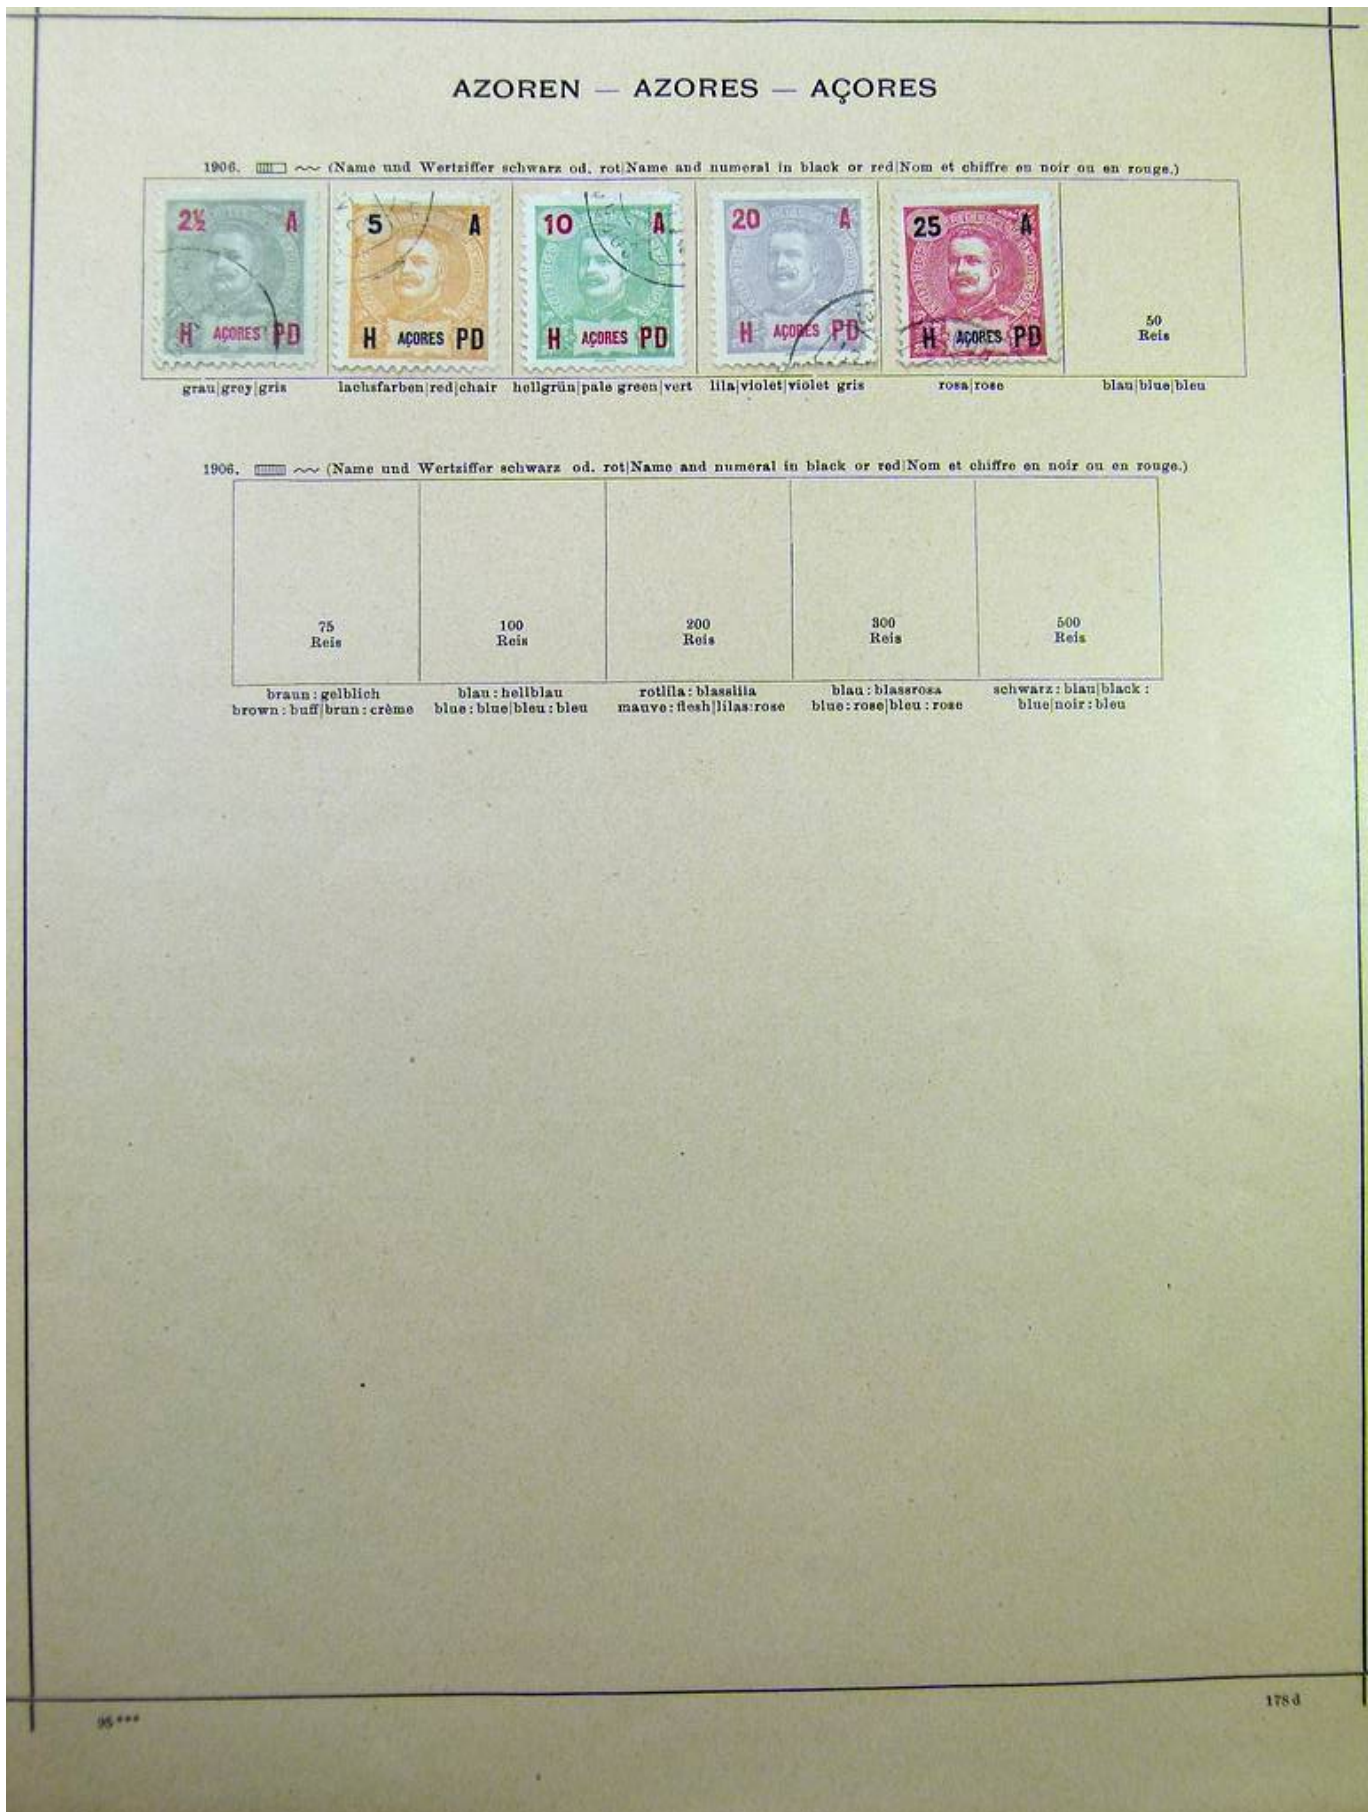 AZOREN — AZORES — AÇORES
1906. (Name und Wertziffer schwarz od. rot|Name and numeral in black or red|Nom et chiffre en noir ou en rouge.)
2½ A 5 A 10 A 20 A 25 A
H AÇORES PD H AÇORES PD H AÇORES PD H AÇORES PD H AÇORES PD
50
Reis
grau|grey|gris lachsfarben|red|chair hellgrün|pale green|vert lila|violet|violet gris rosa|rose blau|blue|bleu
1906. (Name und Wertziffer schwarz od. rot|Name and numeral in black or red|Nom et chiffre en noir ou en rouge.)
75 100 200 300 500
Reis Reis Reis Reis Reis
braun : gelblich blau : hellblau rotlila : blasslila blau : blassrosa schwarz : blau|black :
brown : buff|brun : crème blue : blue|bleu : bleu mauve : flesh|lilas:rose blue : rose|bleu : rose blue|noir : bleu
178 d
95 ***